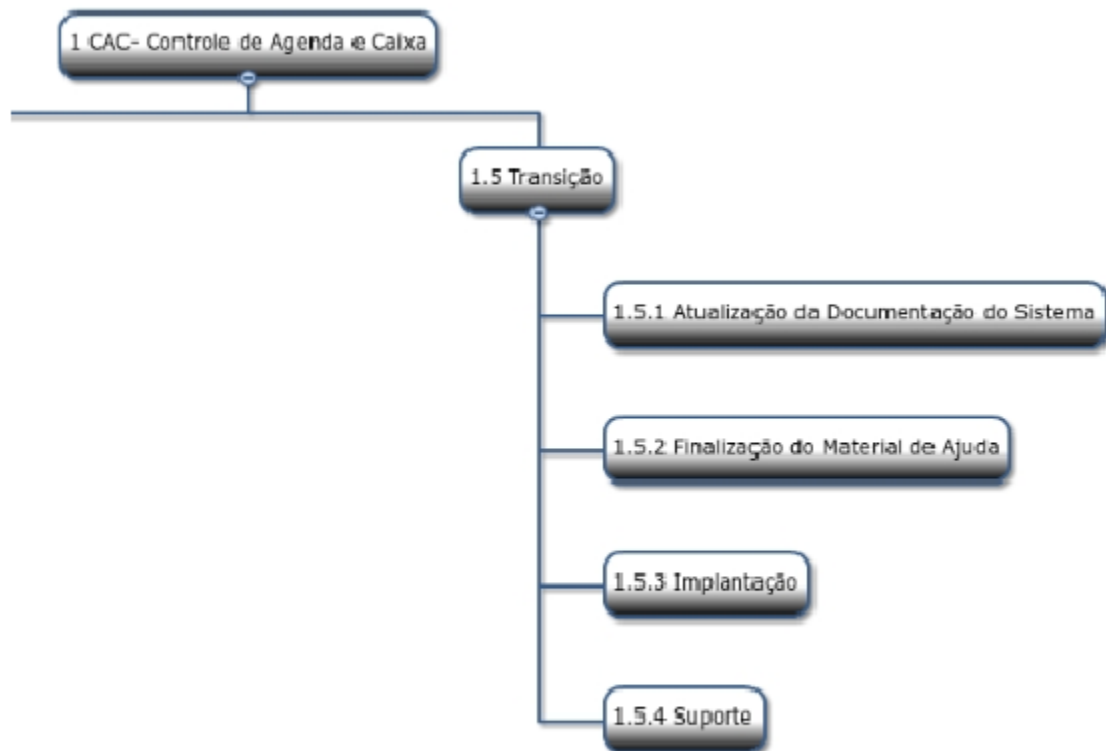 1 CAC- Controle de Agenda e Caixa
1.5 Transição
1.5.1 Atualização da Documentação do Sistema
1.5.2 Finalização do Material de Ajuda
1.5.3 Implantação
1.5.4 Suporte